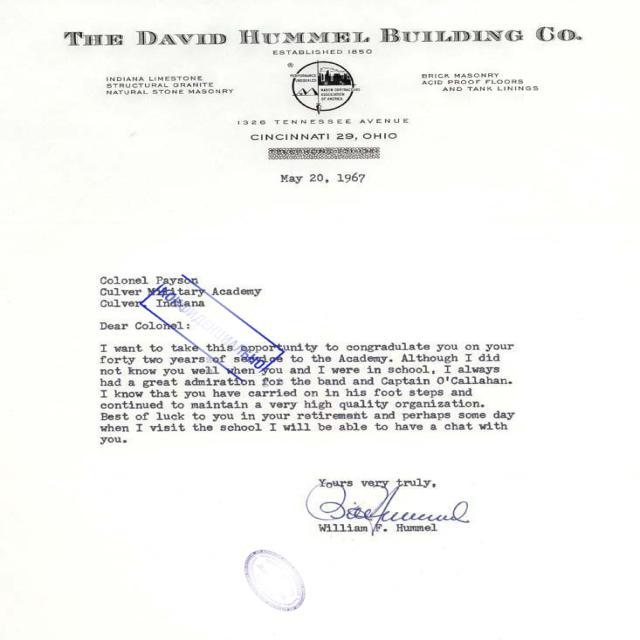 THE DAVID HUMMEL BUILDING CO.
ESTABLISHED 1850
INDIANA LIMESTONE
STRUCTURAL GRANITE
NATURAL STONE MASONRY
MASON CONTRACTORS
ASSOCIATION
OF AMERICA
BRICK MASONRY
ACID PROOF FLOORS
AND TANK LININGS
1326 TENNESSEE AVENUE
CINCINNATI 29, OHIO
May 20, 1967
Colonel Payson
Culver Military Academy
Culver, Indiana
КОНФИДЕНЦИАЛЬНО
Dear Colonel:
I want to take this opportunity to congradulate you on your
forty two years of service to the Academy. Although I did
not know you well when you and I were in school, I always
had a great admiration for the band and Captain O'Callahan.
I know that you have carried on in his foot steps and
continued to maintain a very high quality organization.
Best of luck to you in your retirement and perhaps some day
when I visit the school I will be able to have a chat with
you.
Yours very truly,
Bill Hummel
William F. Hummel